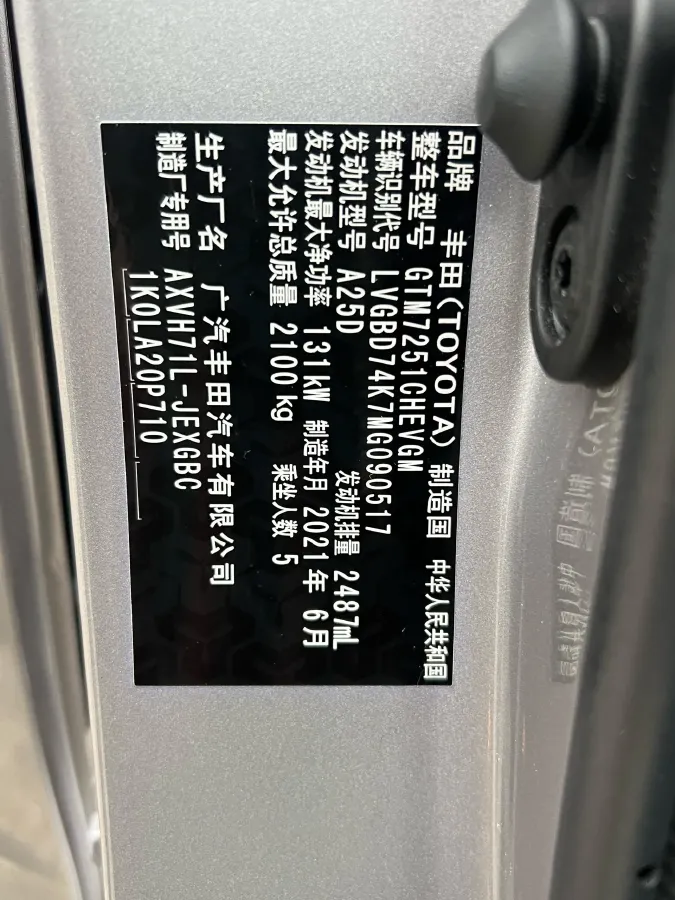 品牌 丰田(TOYOTA) 制造国 中华人民共和国
整车型号 GTM7251CHEVGM
车辆识别代号 LVGBD74K7MG090517
发动机型号 A25D 发动机排量 2487mL
发动机最大净功率 131kW 制造年月 2021年6月
最大允许总质量 2100kg 乘坐人数 5
生产厂名 广汽丰田汽车有限公司
制造厂专用号 AXVH71L-JEXGBC
1K0LA20P710